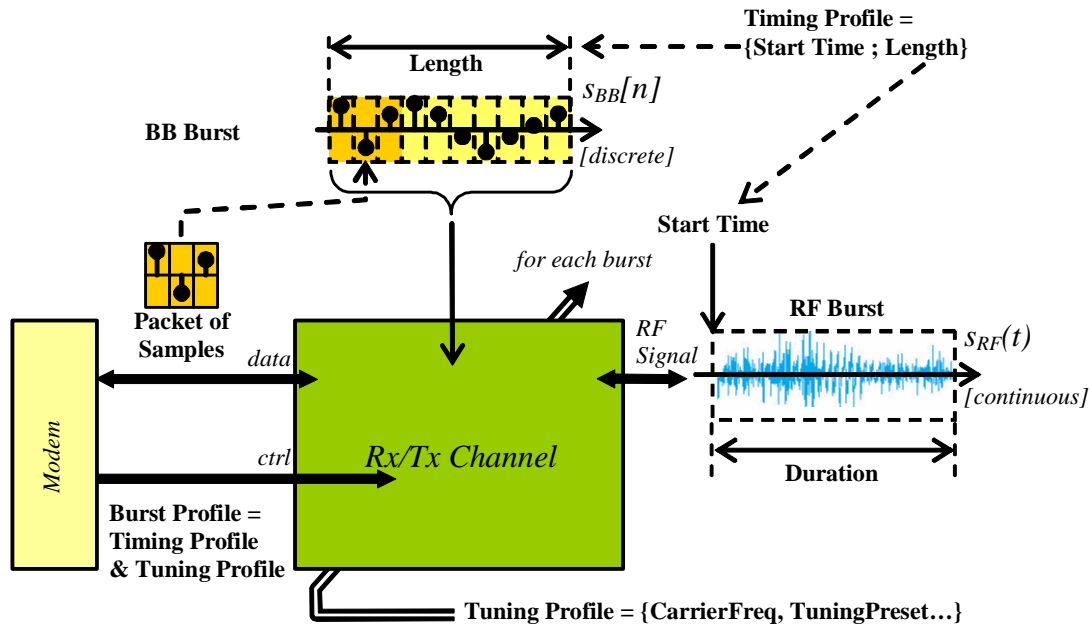 Timing Profile =
{Start Time ; Length}
Length
s_BB[n]
BB Burst
[discrete]
Start Time
for each burst
Packet of
Samples
RF
Signal
RF Burst
s_RF(t)
data
[continuous]
Modem
Rx/Tx Channel
ctrl
Duration
Burst Profile =
Timing Profile
& Tuning Profile
Tuning Profile = {CarrierFreq, TuningPreset…}